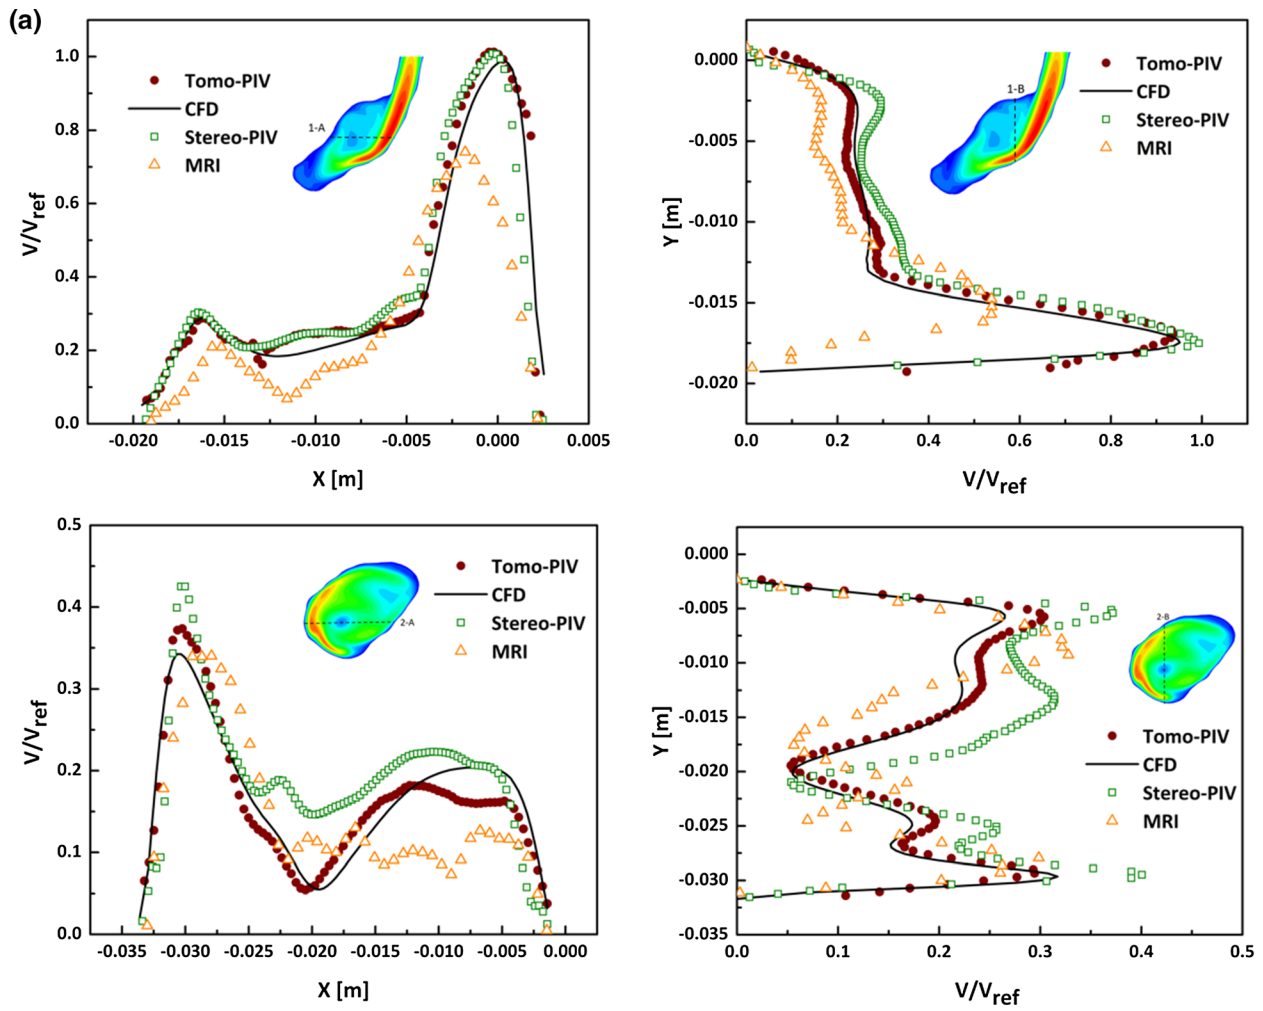 (a)
1.0
0.8
0.6
0.4
0.2
0.0
V/Vref
Tomo-PIV
CFD
Stereo-PIV
MRI
1-A
-0.020
-0.015
-0.010
-0.005
0.000
0.005
X [m]
0.000
-0.005
-0.010
-0.015
-0.020
Y [m]
1-B
Tomo-PIV
CFD
Stereo-PIV
MRI
0.0
0.2
0.4
0.6
0.8
1.0
V/Vref
0.5
0.4
0.3
0.2
0.1
0.0
V/Vref
Tomo-PIV
CFD
Stereo-PIV
MRI
2-A
-0.035
-0.030
-0.025
-0.020
-0.015
-0.010
-0.005
0.000
X [m]
0.000
-0.005
-0.010
-0.015
-0.020
-0.025
-0.030
-0.035
Y [m]
2-B
Tomo-PIV
CFD
Stereo-PIV
MRI
0.0
0.1
0.2
0.3
0.4
0.5
V/Vref